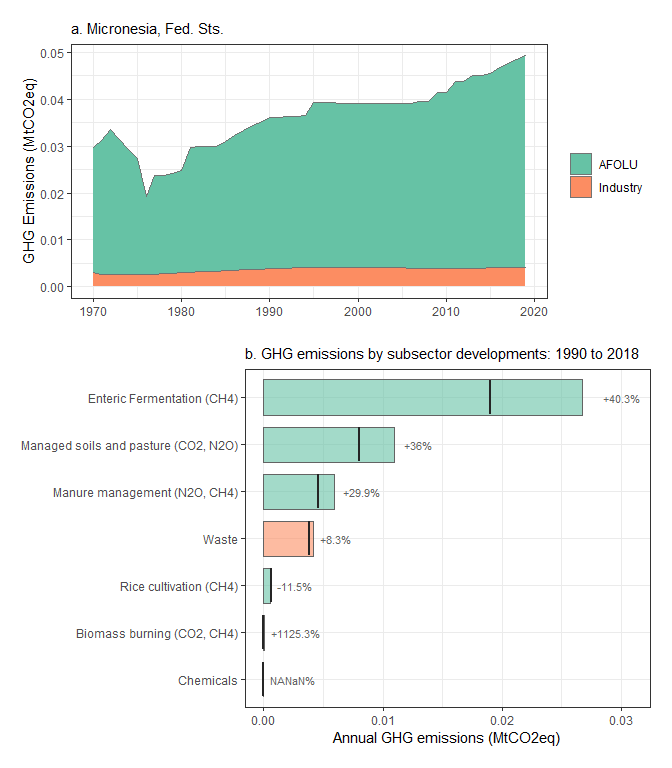 a. Micronesia, Fed. Sts.
GHG Emissions (MtCO2eq)
0.05
0.04
0.03
0.02
0.01
0.00
1970 1980 1990 2000 2010 2020
AFOLU
Industry
b. GHG emissions by subsector developments: 1990 to 2018
Enteric Fermentation (CH4) +40.3%
Managed soils and pasture (CO2, N2O) +36%
Manure management (N2O, CH4) +29.9%
Waste +8.3%
Rice cultivation (CH4) -11.5%
Biomass burning (CO2, CH4) +1125.3%
Chemicals NANaN%
0.00 0.01 0.02 0.03
Annual GHG emissions (MtCO2eq)